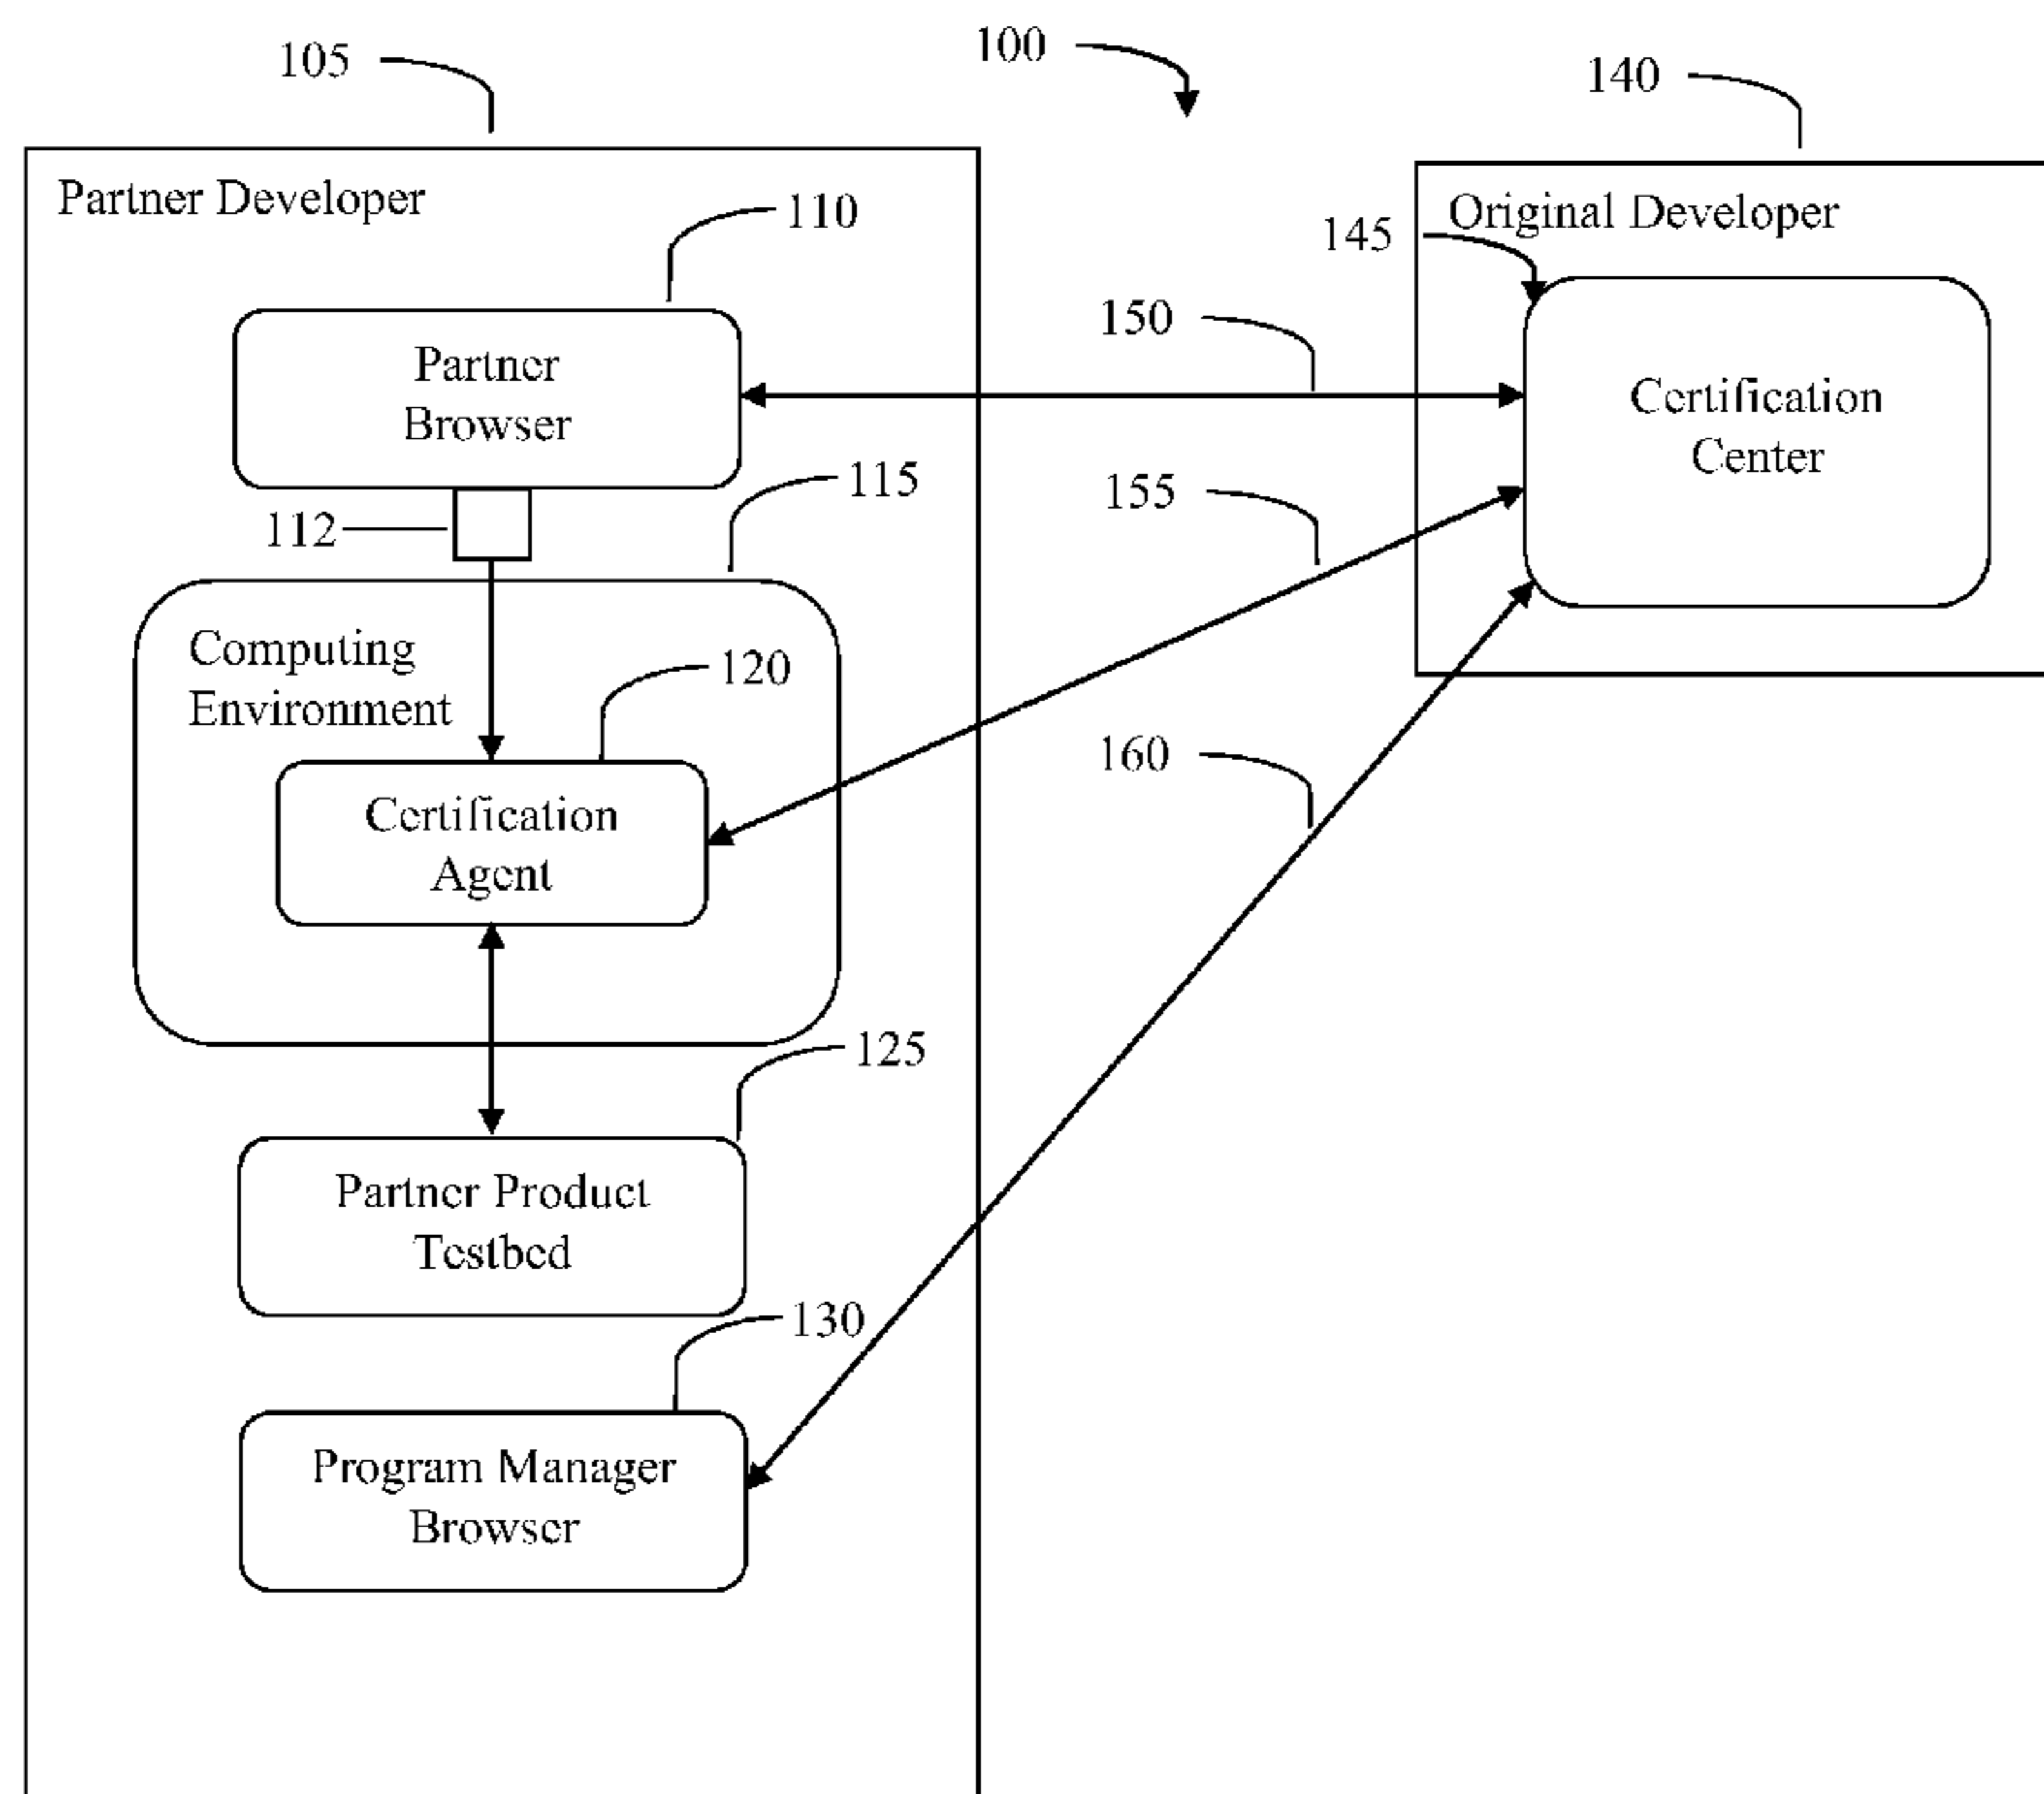 105
100
140
Partner Developer
110
Original Developer
145
150
Partner
Browser
Certification
Center
115
155
112
Computing
Environment
120
160
Certification
Agent
125
Partner Product
Testbed
130
Program Manager
Browser